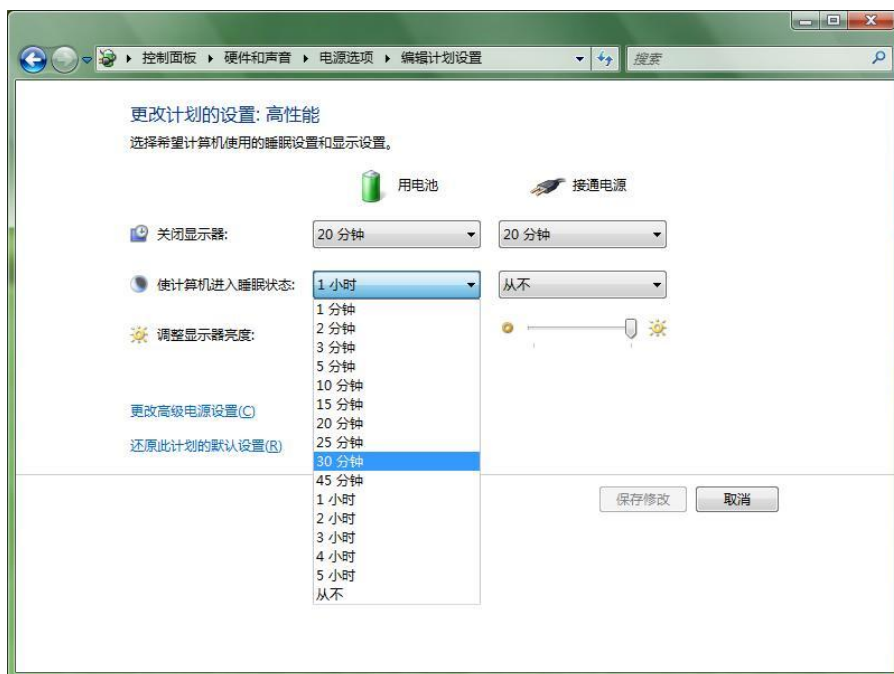 控制面板 硬件和声音 电源选项 编辑计划设置 搜索
更改计划的设置: 高性能
选择希望计算机使用的睡眠设置和显示设置。
用电池 接通电源
关闭显示器: 20 分钟 20 分钟
使计算机进入睡眠状态: 1 小时 从不
1 分钟
2 分钟
调整显示器亮度:
3 分钟
5 分钟
10 分钟
15 分钟
更改高级电源设置(C)
20 分钟
25 分钟
还原此计划的默认设置(R)
30 分钟
45 分钟
1 小时
保存修改 取消
2 小时
3 小时
4 小时
5 小时
从不